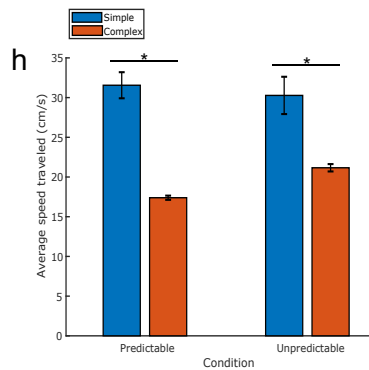 Simple
Complex
h
* *
35
30
25
20
15
10
5
0
Average speed traveled (cm/s)
Predictable Unpredictable
Condition